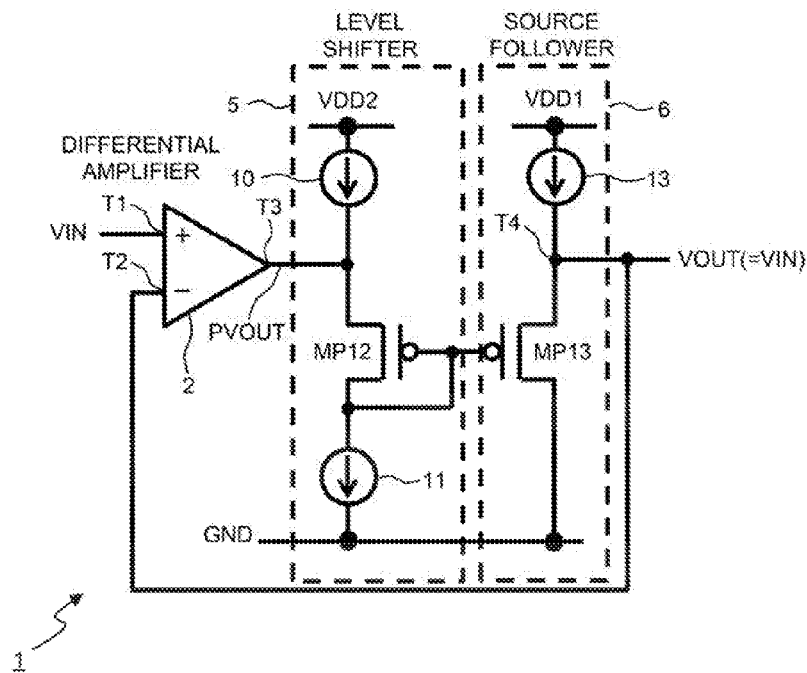 LEVEL
SHIFTER
SOURCE
FOLLOWER
5
VDD2
VDD1
6
DIFFERENTIAL
AMPLIFIER
10
13
T1
T3
T4
VIN
+
T2
−
VOUT(=VIN)
PVOUT
2
MP12
MP13
11
GND
1